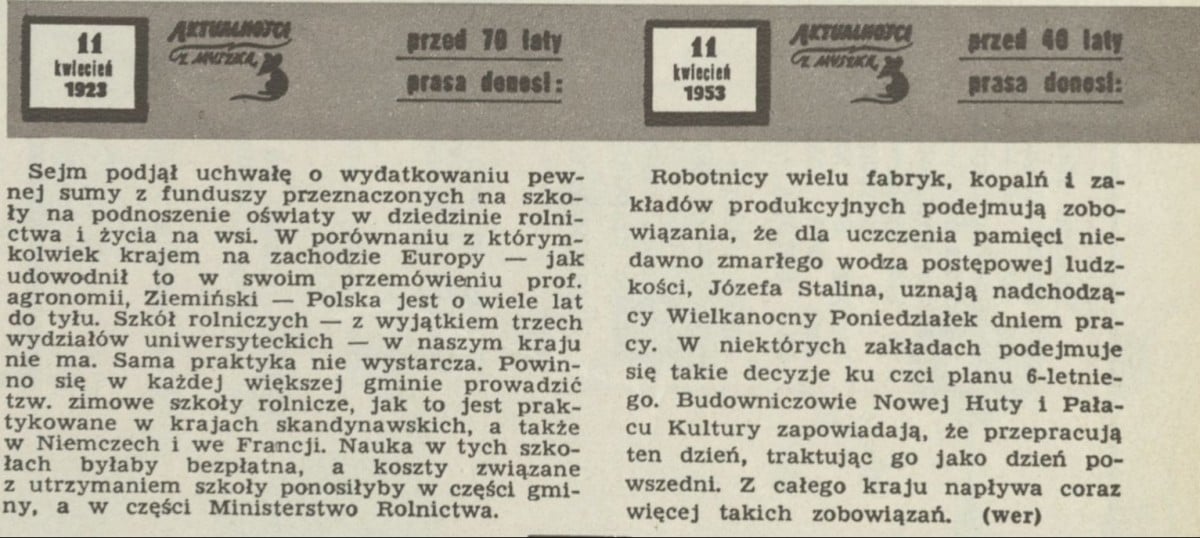 11
kwiecień
1923
AKTUALNOŚCI
Z MYSZKĄ
przed 70 laty
prasa donosi:
Sejm podjął uchwałę o wydatkowaniu pew-
nej sumy z funduszy przeznaczonych na szko-
ły na podnoszenie oświaty w dziedzinie rolni-
ctwa i życia na wsi. W porównaniu z którym-
kolwiek krajem na zachodzie Europy — jak
udowodnił to w swoim przemówieniu prof.
agronomii, Ziemiński — Polska jest o wiele lat
do tyłu. Szkół rolniczych — z wyjątkiem trzech
wydziałów uniwersyteckich — w naszym kraju
nie ma. Sama praktyka nie wystarcza. Powin-
no się w każdej większej gminie prowadzić
tzw. zimowe szkoły rolnicze, jak to jest prak-
tykowane w krajach skandynawskich, a także
w Niemczech i we Francji. Nauka w tych szko-
łach byłaby bezpłatna, a koszty związane
z utrzymaniem szkoły ponosiłyby w części gmi-
ny, a w części Ministerstwo Rolnictwa.
11
kwiecień
1953
AKTUALNOŚCI
Z MYSZKĄ
przed 40 laty
prasa donosi:
Robotnicy wielu fabryk, kopalń i za-
kładów produkcyjnych podejmują zobo-
wiązania, że dla uczczenia pamięci nie-
dawno zmarłego wodza postępowej ludz-
kości, Józefa Stalina, uznają nadchodzą-
cy Wielkanocny Poniedziałek dniem pra-
cy. W niektórych zakładach podejmuje
się takie decyzje ku czci planu 6-letnie-
go. Budowniczowie Nowej Huty i Pała-
cu Kultury zapowiadają, że przepracują
ten dzień, traktując go jako dzień po-
wszedni. Z całego kraju napływa coraz
więcej takich zobowiązań. (wer)